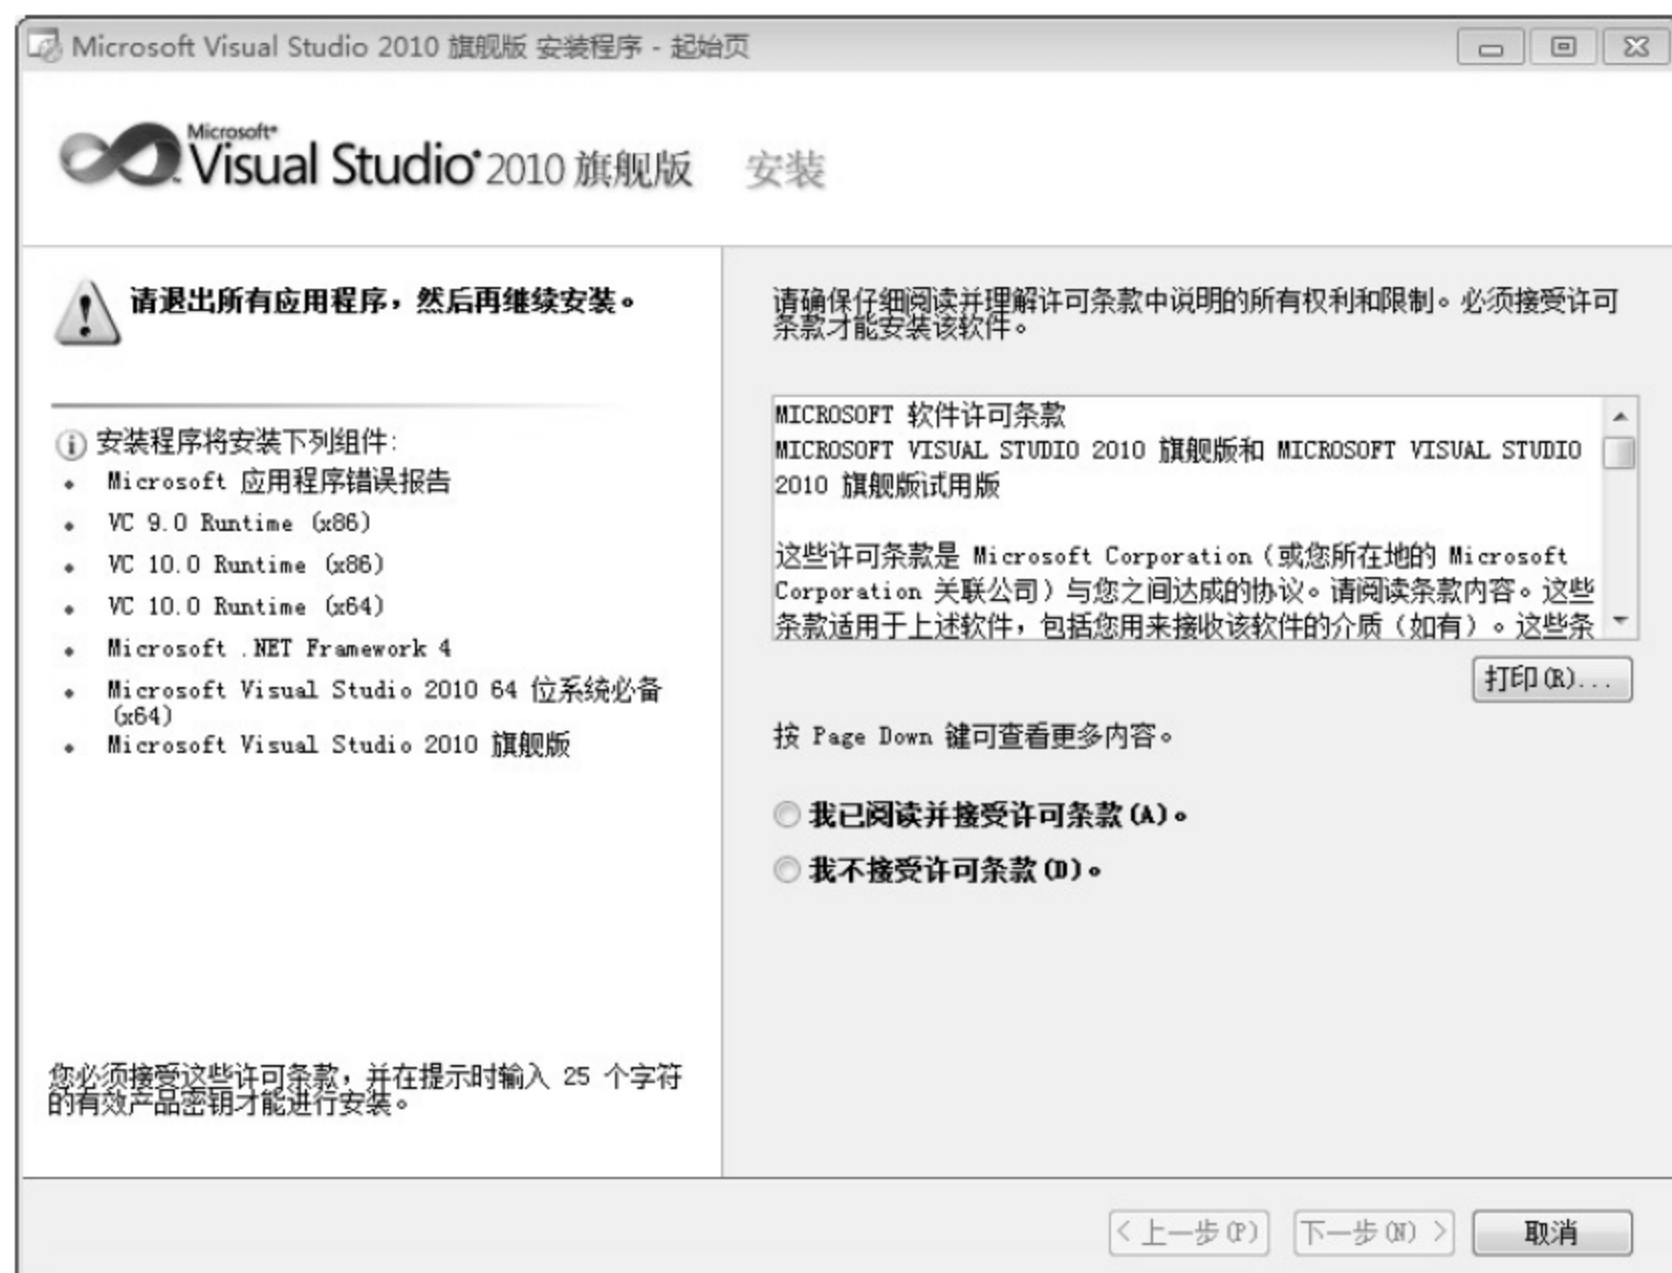 Microsoft Visual Studio 2010 旗舰版 安装程序 - 起始页
Microsoft®
Visual Studio® 2010 旗舰版 安装
请退出所有应用程序，然后再继续安装。
安装程序将安装下列组件:
Microsoft 应用程序错误报告
VC 9.0 Runtime (x86)
VC 10.0 Runtime (x86)
VC 10.0 Runtime (x64)
Microsoft .NET Framework 4
Microsoft Visual Studio 2010 64 位系统必备
(x64)
Microsoft Visual Studio 2010 旗舰版
您必须接受这些许可条款，并在提示时输入 25 个字符
的有效产品密钥才能进行安装。
请确保仔细阅读并理解许可条款中说明的所有权利和限制。必须接受许可
条款才能安装该软件。
MICROSOFT 软件许可条款
MICROSOFT VISUAL STUDIO 2010 旗舰版和 MICROSOFT VISUAL STUDIO
2010 旗舰版试用版
这些许可条款是 Microsoft Corporation（或您所在地的 Microsoft
Corporation 关联公司）与您之间达成的协议。请阅读条款内容。这些
条款适用于上述软件，包括您用来接收该软件的介质（如有）。这些条
打印(R)...
按 Page Down 键可查看更多内容。
我已阅读并接受许可条款(A)。
我不接受许可条款(D)。
< 上一步(P)
下一步(N) >
取消